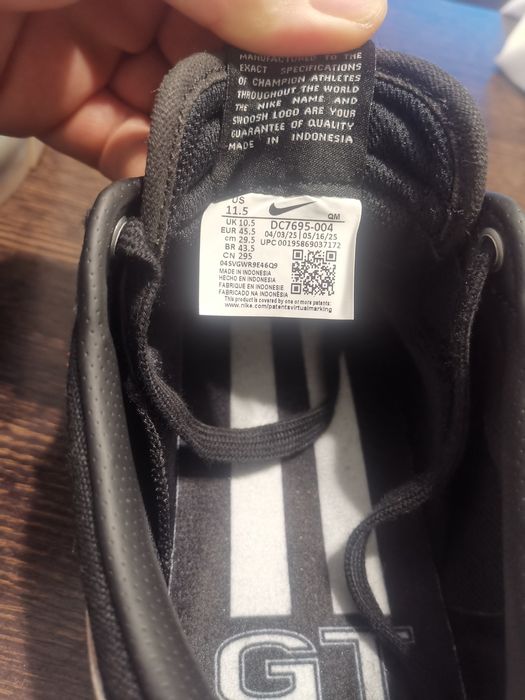 MANUFACTURED TO THE
EXACT SPECIFICATIONS
OF CHAMPION ATHLETES
THROUGHOUT THE WORLD
THE NIKE NAME AND
SWOOSH LOGO ARE YOUR
GUARANTEE OF QUALITY
MADE IN INDONESIA
US
11.5
QM
UK 10.5
EUR 45.5
cm 29.5
BR 43.5
CN 295
DC7695-004
04/03/25 | 05/16/25
UPC 00195869037172
04SVGWR9E46Q9
MADE IN INDONESIA
HECHO EN INDONESIA
FABRIQUE EN INDONESIE
FABRICADO NA INDONÉSIA
This product is covered by one or more patents:
www.nike.com/patentsvirtualmarking
GT